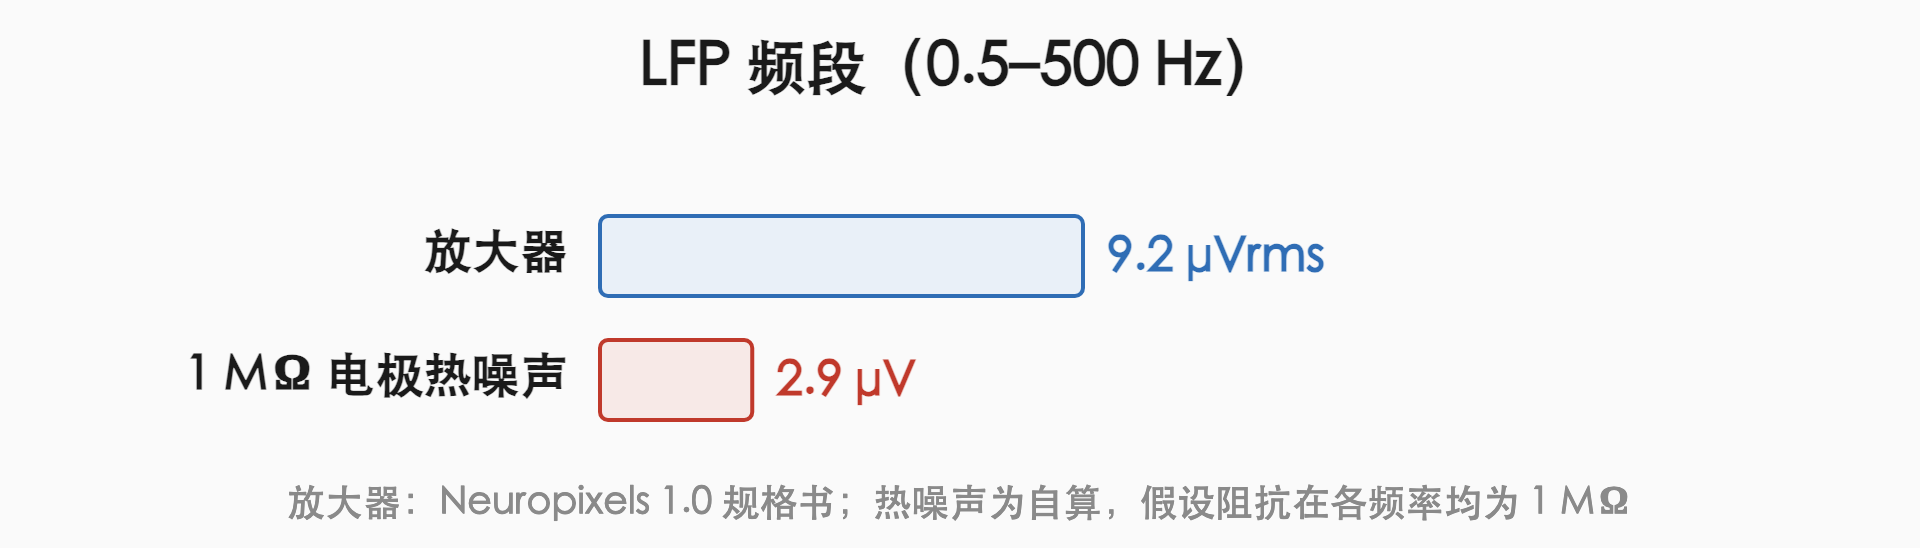 LFP 频段（0.5–500 Hz）
放大器 9.2 μVrms
1 MΩ 电极热噪声 2.9 μV
放大器：Neuropixels 1.0 规格书；热噪声为自算，假设阻抗在各频率均为 1 MΩ